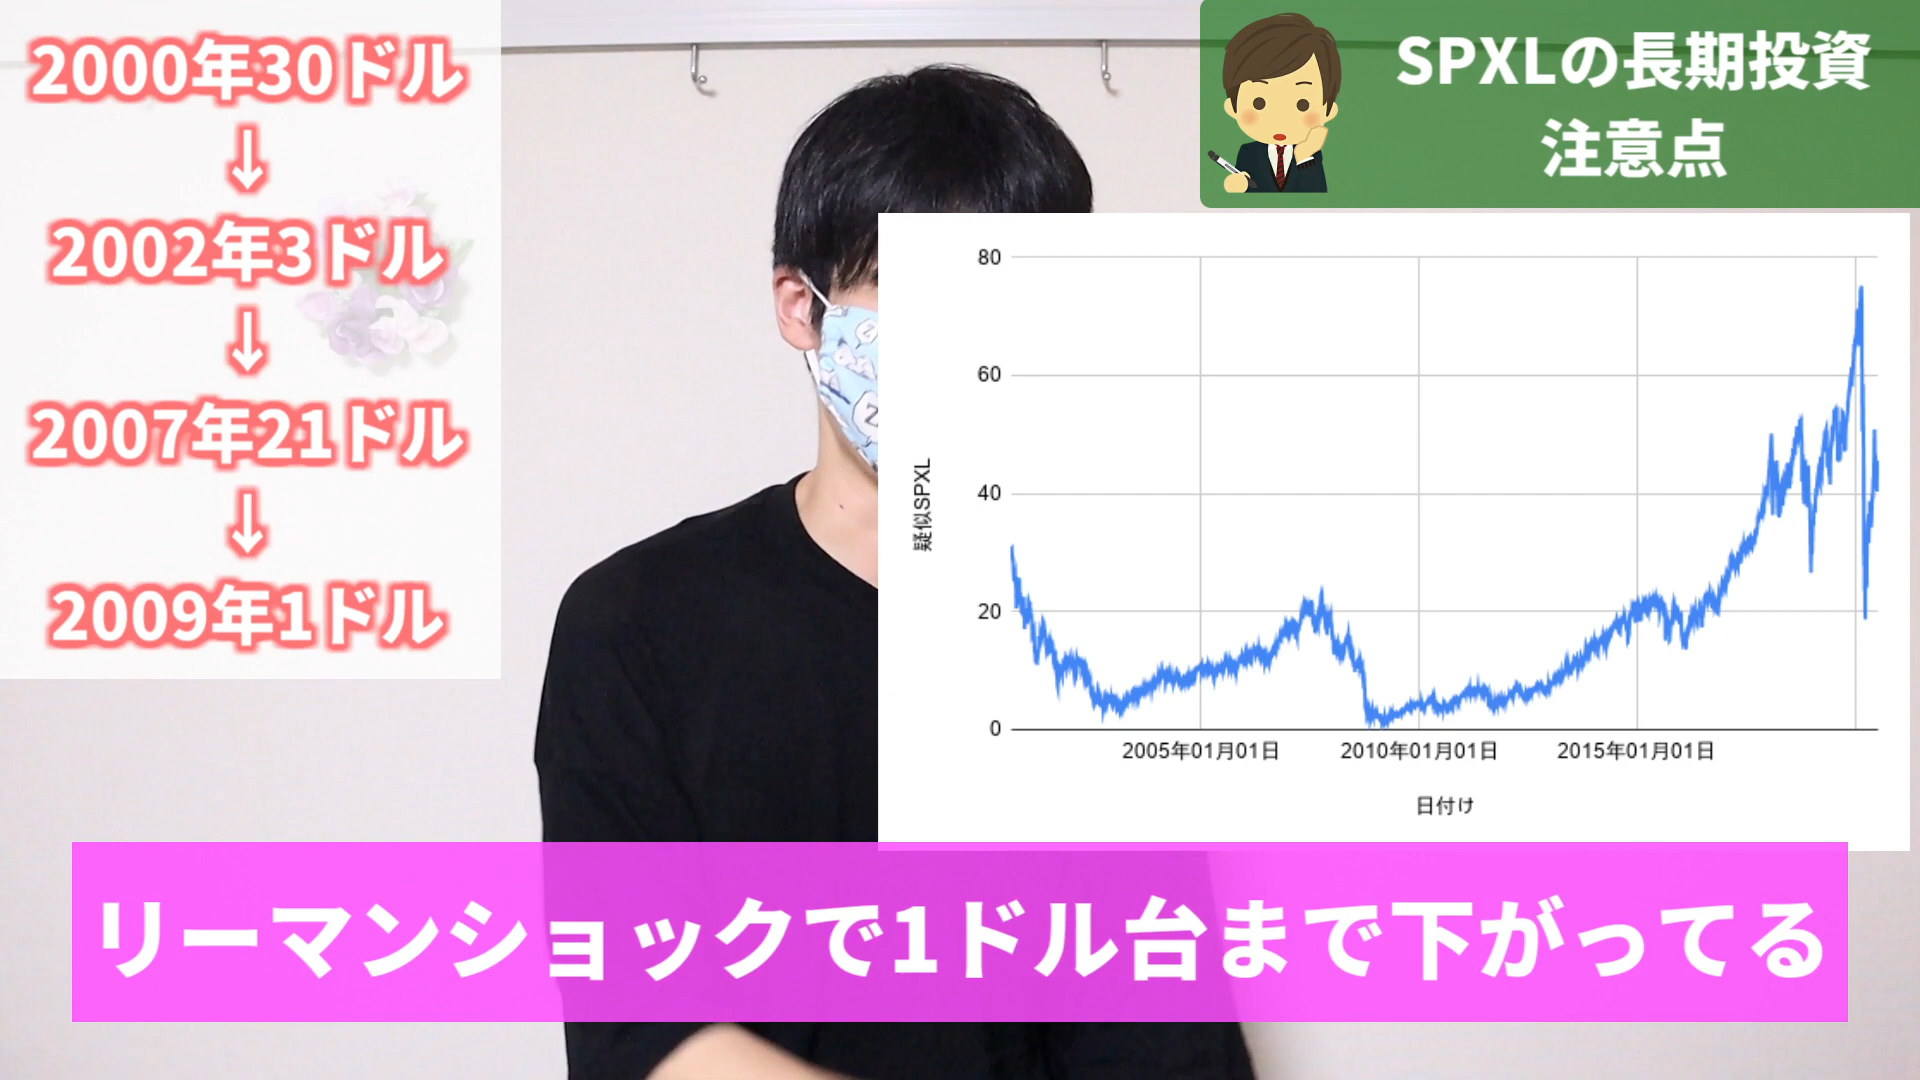 2000年30ドル
↓
2002年3ドル
↓
2007年21ドル
↓
2009年1ドル
SPXLの長期投資
注意点
80
60
40
20
0
疑似SPXL
2005年01月01日
2010年01月01日
2015年01月01日
日付け
リーマンショックで1ドル台まで下がってる